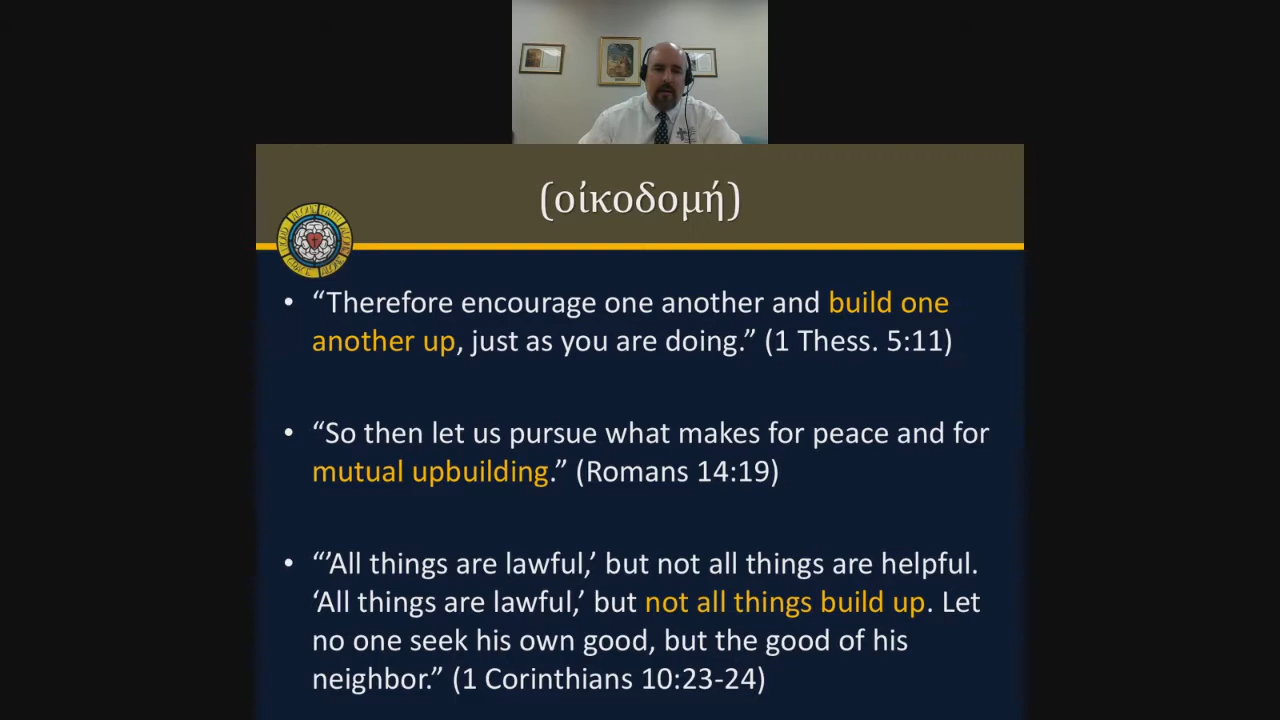 (οἰκοδομή)
• “Therefore encourage one another and build one
another up, just as you are doing.” (1 Thess. 5:11)
• “So then let us pursue what makes for peace and for
mutual upbuilding.” (Romans 14:19)
• “’All things are lawful,’ but not all things are helpful.
‘All things are lawful,’ but not all things build up. Let
no one seek his own good, but the good of his
neighbor.” (1 Corinthians 10:23-24)